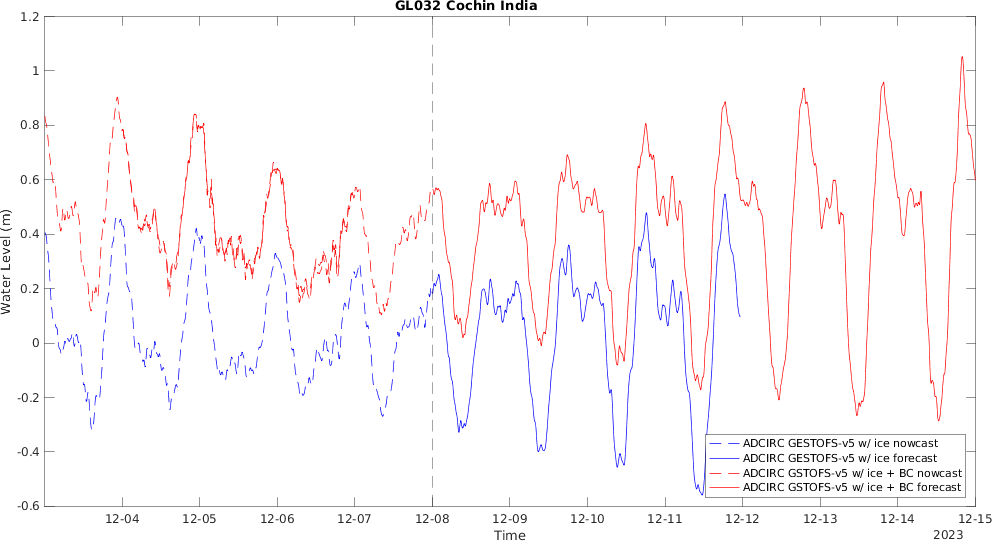 GL032 Cochin India
1.2
1
0.8
0.6
0.4
0.2
0
-0.2
-0.4
-0.6
Water Level (m)
ADCIRC GESTOFS-v5 w/ ice nowcast
ADCIRC GESTOFS-v5 w/ ice forecast
ADCIRC GSTOFS-v5 w/ ice + BC nowcast
ADCIRC GSTOFS-v5 w/ ice + BC forecast
12-04 12-05 12-06 12-07 12-08 12-09 12-10 12-11 12-12 12-13 12-14 12-15
Time
2023